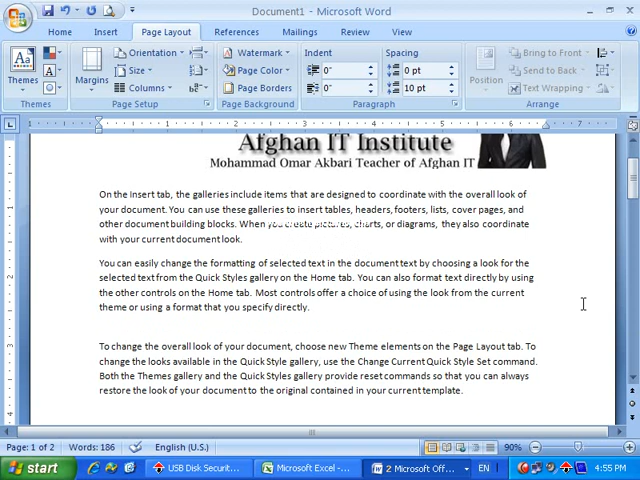 Document1 - Microsoft Word
Home Insert Page Layout References Mailings Review View
Themes
Themes
Margins
Orientation
Size
Columns
Page Setup
Watermark
Page Color
Page Borders
Page Background
Indent
0"
0"
Spacing
0 pt
10 pt
Paragraph
Position
Bring to Front
Send to Back
Text Wrapping
Arrange
Afghan IT Institute
Mohammad Omar Akbari Teacher of Afghan IT
On the Insert tab, the galleries include items that are designed to coordinate with the overall look of
your document. You can use these galleries to insert tables, headers, footers, lists, cover pages, and
other document building blocks. When you create pictures, charts, or diagrams, they also coordinate
with your current document look.
You can easily change the formatting of selected text in the document text by choosing a look for the
selected text from the Quick Styles gallery on the Home tab. You can also format text directly by using
the other controls on the Home tab. Most controls offer a choice of using the look from the current
theme or using a format that you specify directly.
To change the overall look of your document, choose new Theme elements on the Page Layout tab. To
change the looks available in the Quick Style gallery, use the Change Current Quick Style Set command.
Both the Themes gallery and the Quick Styles gallery provide reset commands so that you can always
restore the look of your document to the original contained in your current template.
Page: 1 of 2 Words: 186 English (U.S.) 90%
start USB Disk Securit... Microsoft Excel -... 2 Microsoft Off... EN 4:55 PM